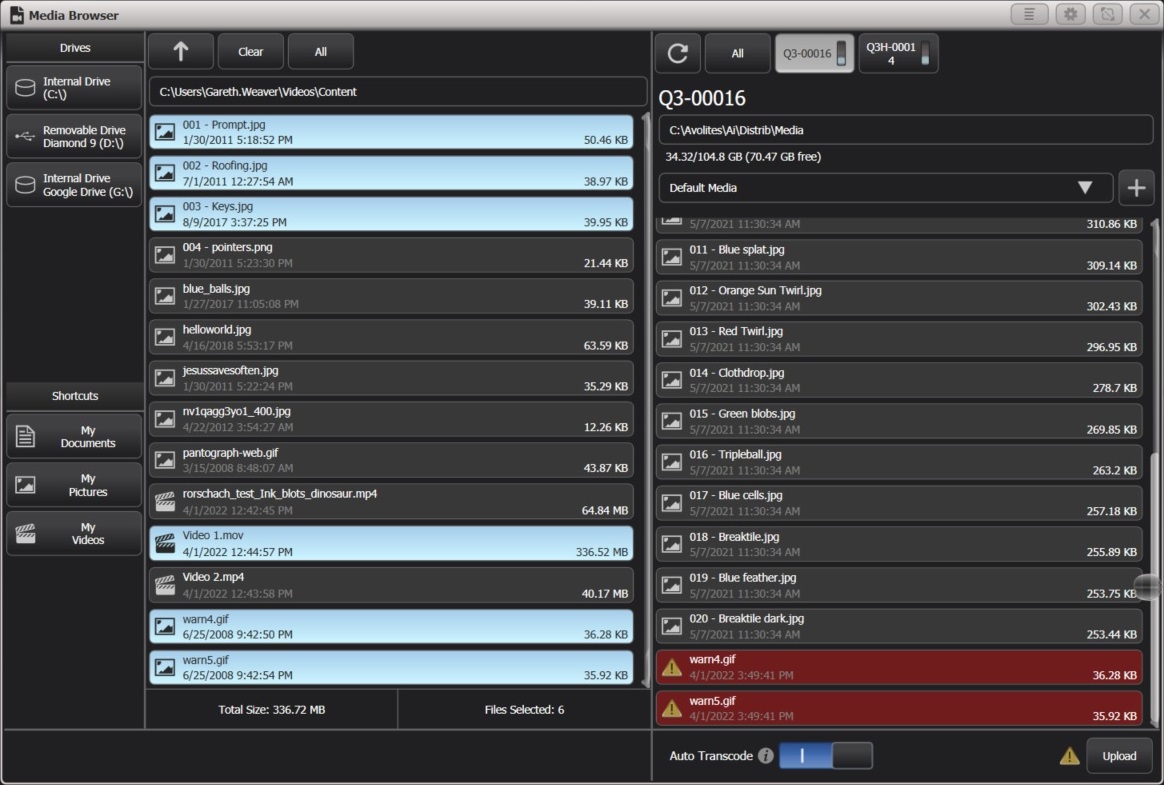 Media Browser
Drives
Internal Drive
(C:\)
Removable Drive
Diamond 9 (D:\)
Internal Drive
Google Drive (G:\)
Shortcuts
My
Documents
My
Pictures
My
Videos
Clear
All
C:\Users\Gareth.Weaver\Videos\Content
001 - Prompt.jpg
1/30/2011 5:18:52 PM 50.46 KB
002 - Roofing.jpg
7/1/2011 12:27:54 AM 38.97 KB
003 - Keys.jpg
8/9/2017 3:37:25 PM 39.95 KB
004 - pointers.png
1/30/2011 5:23:30 PM 21.44 KB
blue_balls.jpg
1/27/2017 11:05:08 PM 39.11 KB
helloworld.jpg
4/16/2018 5:53:17 PM 63.59 KB
jesussavesoften.jpg
1/30/2011 5:22:24 PM 35.29 KB
nv1qagg3yo1_400.jpg
4/22/2012 3:54:27 AM 12.26 KB
pantograph-web.gif
3/15/2008 8:48:07 AM 43.87 KB
rorschach_test_Ink_blots_dinosaur.mp4
4/1/2022 12:42:45 PM 64.84 MB
Video 1.mov
4/1/2022 12:44:57 PM 336.52 MB
Video 2.mp4
4/1/2022 12:43:58 PM 40.17 MB
warn4.gif
6/25/2008 9:42:50 PM 36.28 KB
warn5.gif
6/25/2008 9:42:54 PM 35.92 KB
Total Size: 336.72 MB
Files Selected: 6
All
Q3-00016
Q3H-0001
4
Q3-00016
C:\Avolites\Ai\Distrib\Media
34.32/104.8 GB (70.47 GB free)
Default Media
5/7/2021 11:30:34 AM 310.86 KB
011 - Blue splat.jpg
5/7/2021 11:30:34 AM 309.14 KB
012 - Orange Sun Twirl.jpg
5/7/2021 11:30:34 AM 302.43 KB
013 - Red Twirl.jpg
5/7/2021 11:30:34 AM 296.95 KB
014 - Clothdrop.jpg
5/7/2021 11:30:34 AM 278.7 KB
015 - Green blobs.jpg
5/7/2021 11:30:34 AM 269.85 KB
016 - Tripleball.jpg
5/7/2021 11:30:34 AM 263.2 KB
017 - Blue cells.jpg
5/7/2021 11:30:34 AM 257.18 KB
018 - Breaktile.jpg
5/7/2021 11:30:34 AM 255.89 KB
019 - Blue feather.jpg
5/7/2021 11:30:34 AM 253.75 KB
020 - Breaktile dark.jpg
5/7/2021 11:30:34 AM 253.44 KB
warn4.gif
4/1/2022 3:49:41 PM 36.28 KB
warn5.gif
4/1/2022 3:49:41 PM 35.92 KB
Auto Transcode
Upload